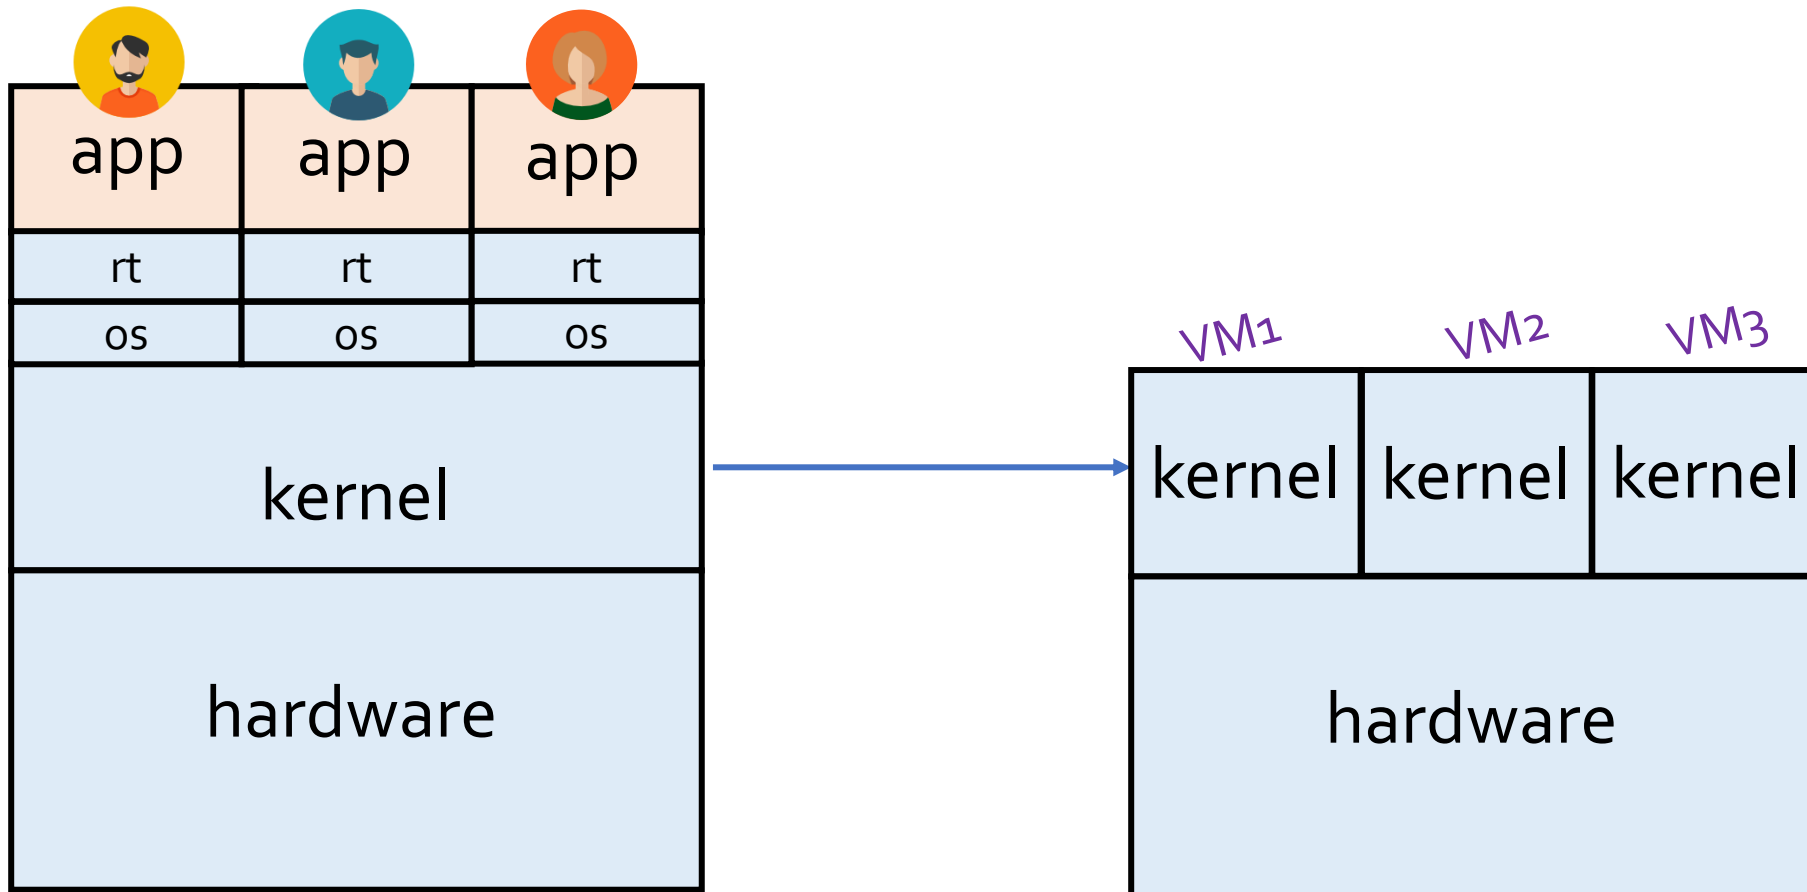 app app app
rt rt rt
os os os
kernel
hardware
VM1 VM2 VM3
kernel kernel kernel
hardware